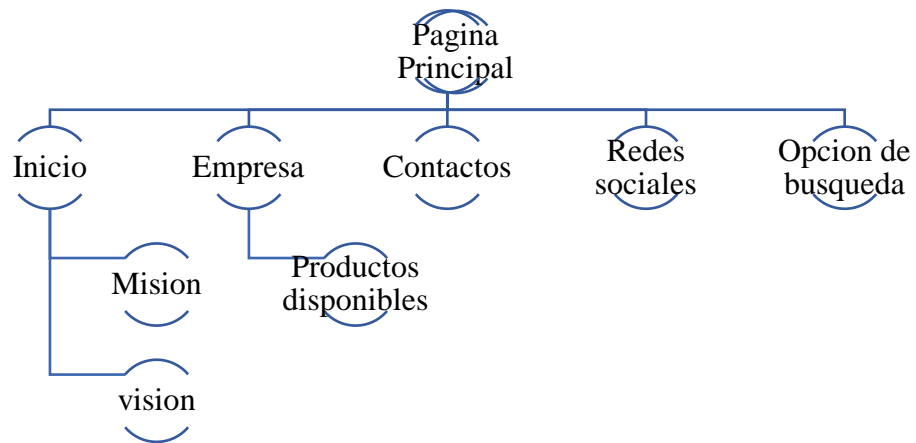 Pagina
Principal
Inicio
Empresa
Contactos
Redes
sociales
Opcion de
busqueda
Mision
Productos
disponibles
vision